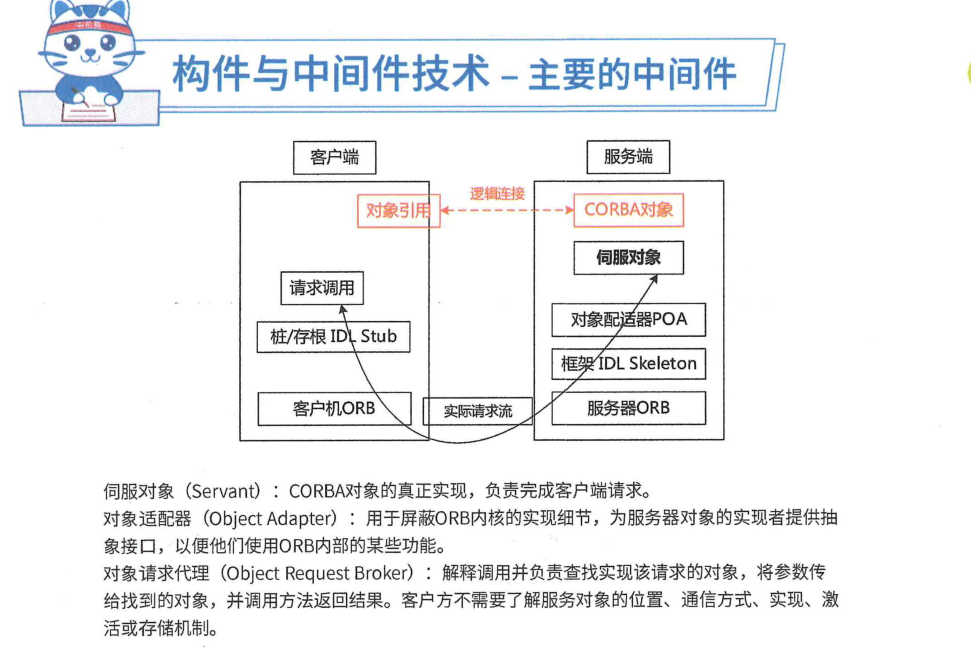 构件与中间件技术 – 主要的中间件
客户端
服务端
对象引用
逻辑连接
CORBA对象
伺服对象
请求调用
对象配适器POA
桩/存根 IDL Stub
框架 IDL Skeleton
客户机ORB
实际请求流
服务器ORB
伺服对象（Servant）：CORBA对象的真正实现，负责完成客户端请求。
对象适配器（Object Adapter）：用于屏蔽ORB内核的实现细节，为服务器对象的实现者提供抽
象接口，以便他们使用ORB内部的某些功能。
对象请求代理（Object Request Broker）：解释调用并负责查找实现该请求的对象，将参数传
给找到的对象，并调用方法返回结果。客户方不需要了解服务对象的位置、通信方式、实现、激
活或存储机制。